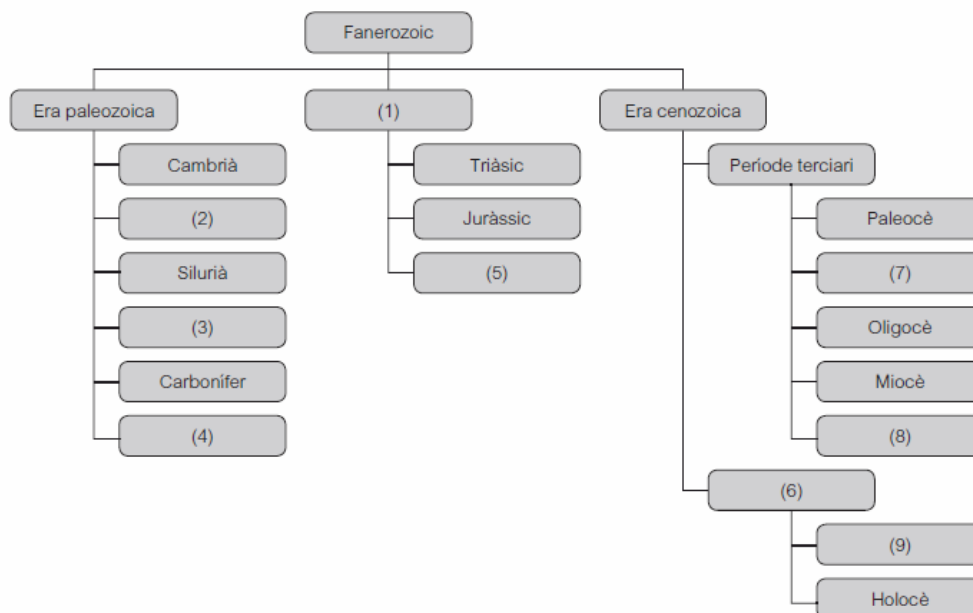 Fanerozoic
Era paleozoica
(1)
Era cenozoica
Cambrià
Triàsic
Període terciari
(2)
Juràssic
Paleocè
Silurià
(5)
(7)
(3)
Oligocè
Carbonífer
Miocè
(4)
(8)
(6)
(9)
Holocè